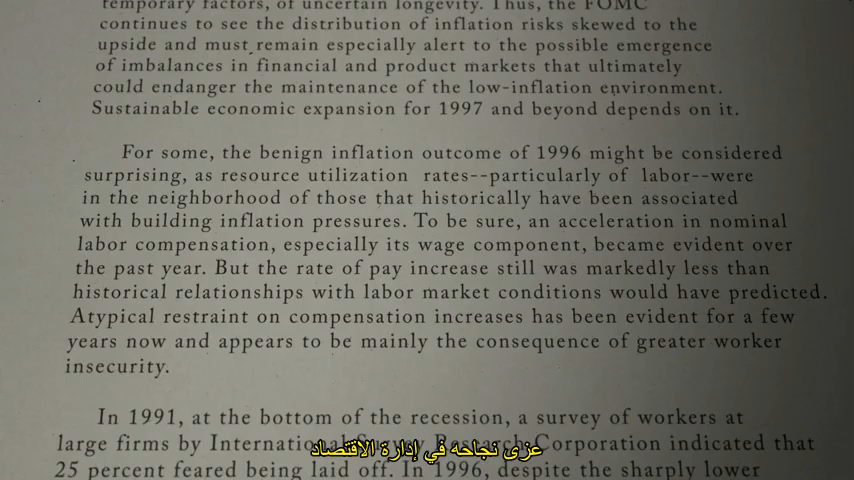 temporary factors, of uncertain longevity. Thus, the FOMC
continues to see the distribution of inflation risks skewed to the
upside and must remain especially alert to the possible emergence
of imbalances in financial and product markets that ultimately
could endanger the maintenance of the low-inflation environment.
Sustainable economic expansion for 1997 and beyond depends on it.
For some, the benign inflation outcome of 1996 might be considered
surprising, as resource utilization rates--particularly of labor--were
in the neighborhood of those that historically have been associated
with building inflation pressures. To be sure, an acceleration in nominal
labor compensation, especially its wage component, became evident over
the past year. But the rate of pay increase still was markedly less than
historical relationships with labor market conditions would have predicted.
Atypical restraint on compensation increases has been evident for a few
years now and appears to be mainly the consequence of greater worker
insecurity.
In 1991, at the bottom of the recession, a survey of workers at
large firms by International Survey Research Corporation indicated that
25 percent feared being laid off. In 1996, despite the sharply lower
عزى نجاحه في إدارة الاقتصاد